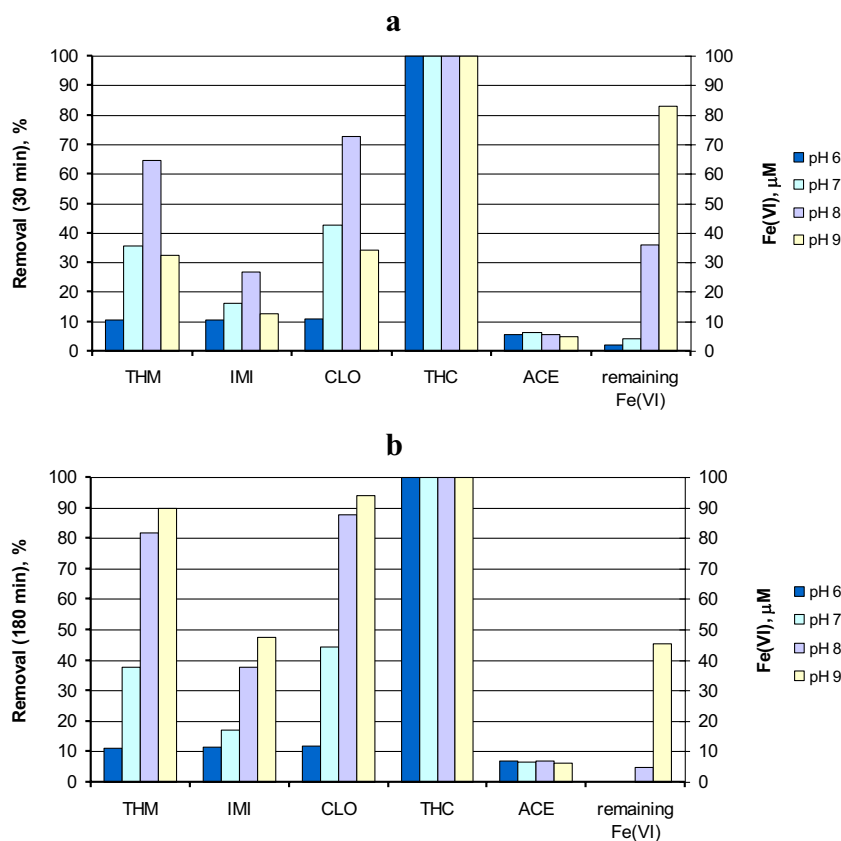 a
Removal (30 min), %
100
90
80
70
60
50
40
30
20
10
0
THM IMI CLO THC ACE remaining
Fe(VI)
100
90
80
70
60
50
40
30
20
10
0
Fe(VI), μM
pH 6
pH 7
pH 8
pH 9
b
Removal (180 min), %
100
90
80
70
60
50
40
30
20
10
0
THM IMI CLO THC ACE remaining
Fe(VI)
100
90
80
70
60
50
40
30
20
10
0
Fe(VI), μM
pH 6
pH 7
pH 8
pH 9